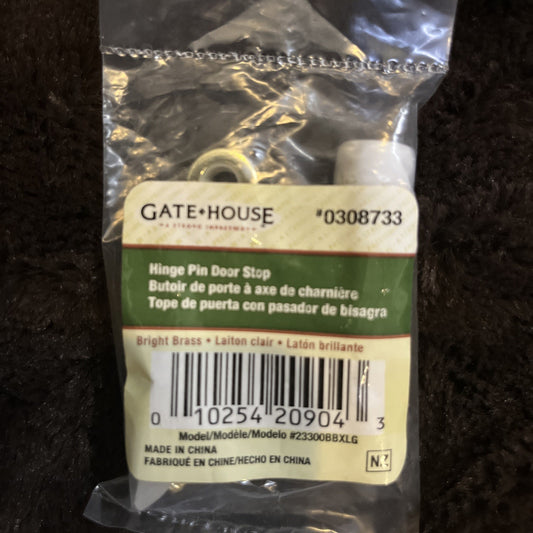 GATE•HOUSE
A STRONG IMPRESSION
#0308733
Hinge Pin Door Stop
Butoir de porte à axe de charnière
Tope de puerta con pasador de bisagra
Bright Brass • Laiton clair • Latón brillante
0 10254 20904 3
Model/Modèle/Modelo #23300BBXLG
MADE IN CHINA
FABRIQUÉ EN CHINE/HECHO EN CHINA